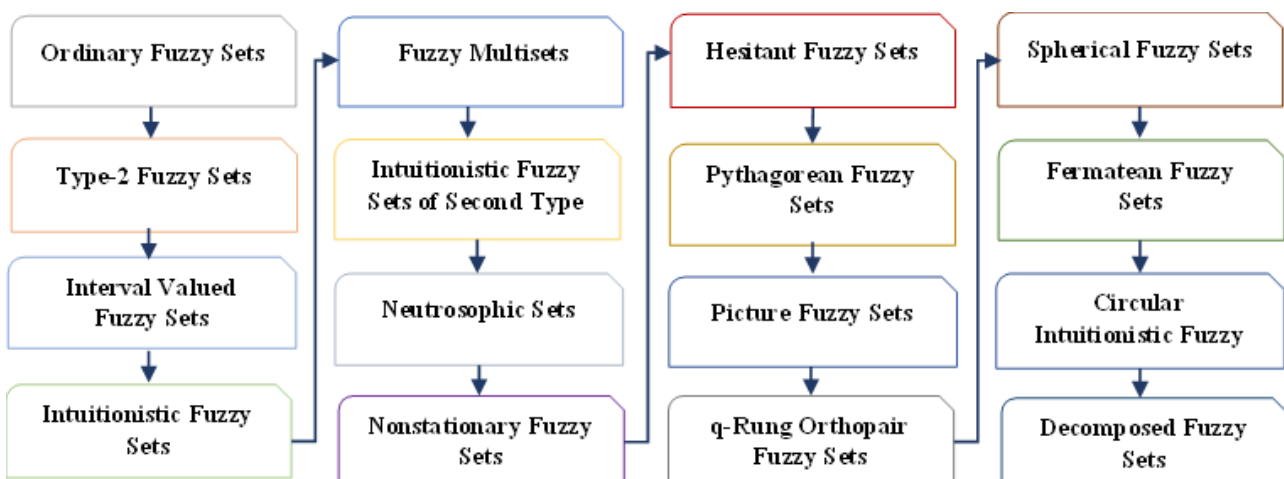 Ordinary Fuzzy Sets
Type-2 Fuzzy Sets
Interval Valued
Fuzzy Sets
Intuitionistic Fuzzy
Sets
Fuzzy Multisets
Intuitionistic Fuzzy
Sets of Second Type
Neutrosophic Sets
Nonstationary Fuzzy
Sets
Hesitant Fuzzy Sets
Pythagorean Fuzzy
Sets
Picture Fuzzy Sets
q-Rung Orthopair
Fuzzy Sets
Spherical Fuzzy Sets
Fermatean Fuzzy
Sets
Circular
Intuitionistic Fuzzy
Decomposed Fuzzy
Sets